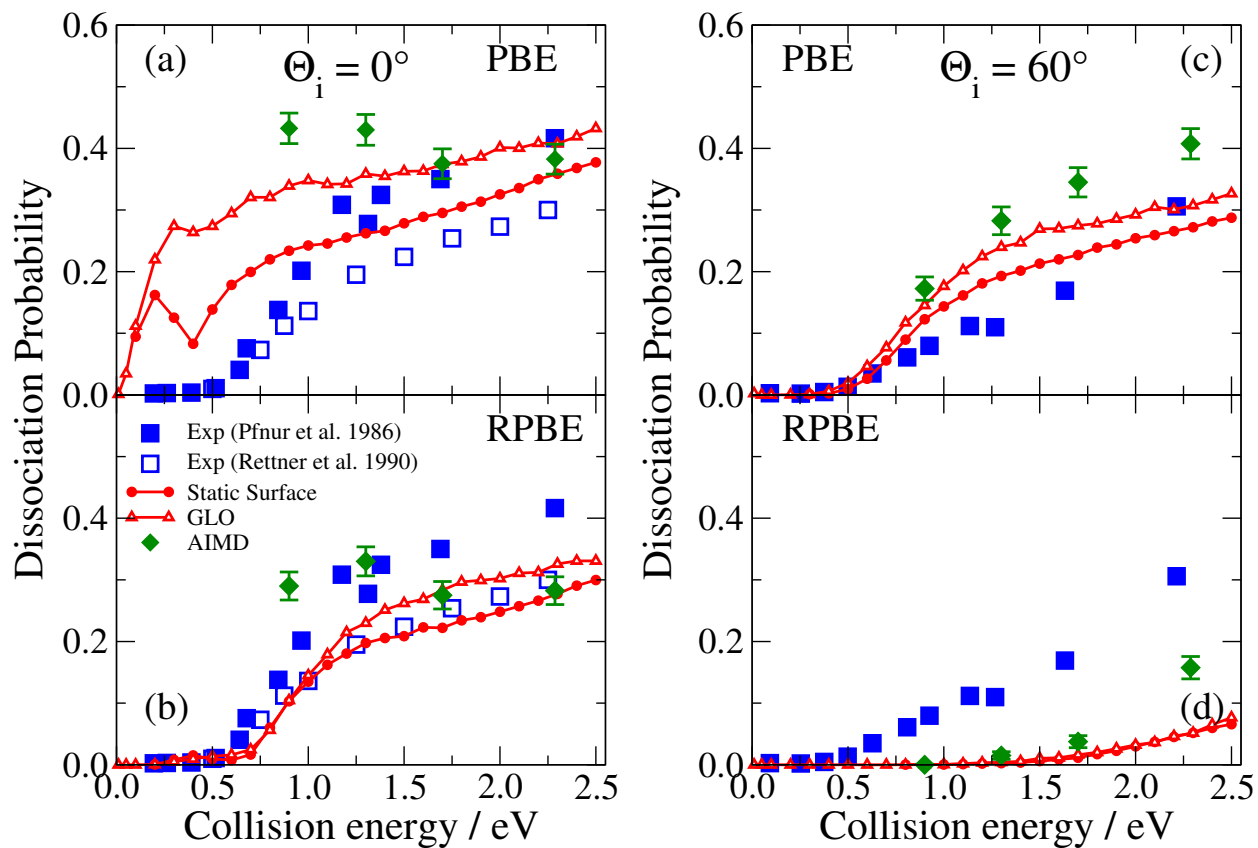 0.6
(a)
Θi = 0°
PBE
0.4
0.2
0.0
Dissociation Probability
RPBE
Exp (Pfnur et al. 1986)
Exp (Rettner et al. 1990)
Static Surface
GLO
AIMD
0.4
0.2
(b)
0.0
0.0 0.5 1.0 1.5 2.0 2.5
Collision energy / eV
0.6
PBE
Θi = 60°
(c)
0.4
0.2
0.0
Dissociation Probability
RPBE
0.4
0.2
(d)
0.0
0.0 0.5 1.0 1.5 2.0 2.5
Collision energy / eV